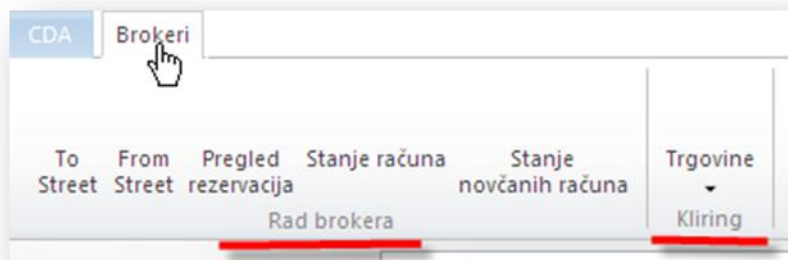 CDA Brokeri
To From Pregled Stanje računa Stanje Trgovine
Street Street rezervacija novčanih računa
Rad brokera Kliring